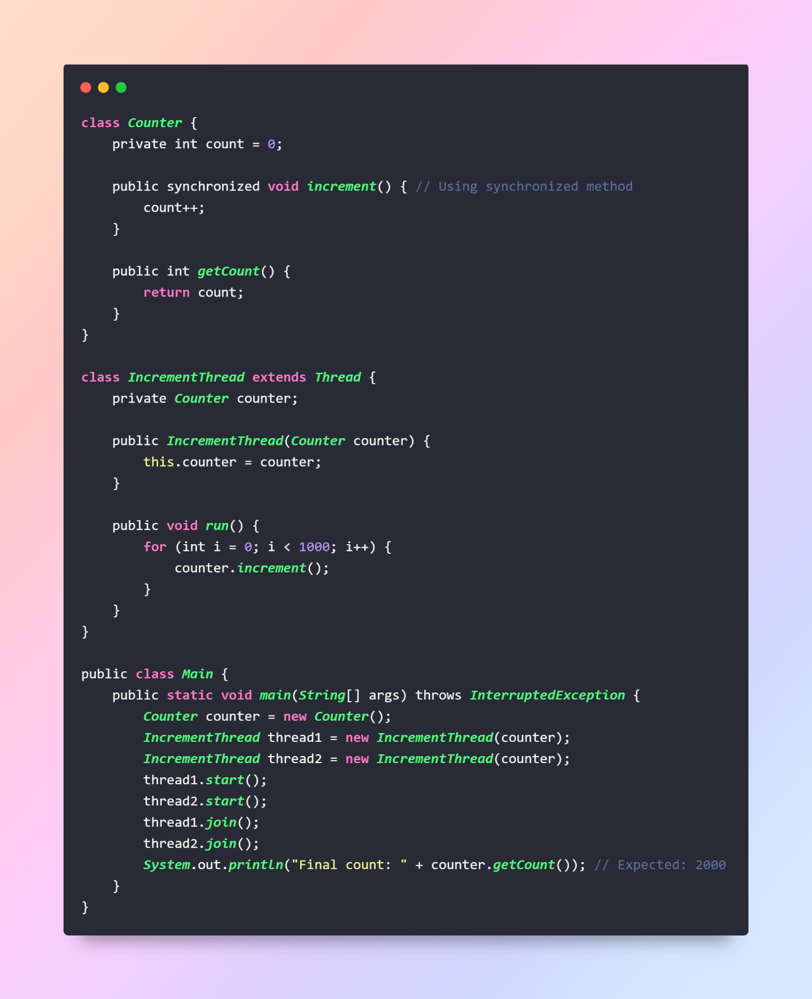 class Counter {
    private int count = 0;

    public synchronized void increment() { // Using synchronized method
        count++;
    }

    public int getCount() {
        return count;
    }
}

class IncrementThread extends Thread {
    private Counter counter;

    public IncrementThread(Counter counter) {
        this.counter = counter;
    }

    public void run() {
        for (int i = 0; i < 1000; i++) {
            counter.increment();
        }
    }
}

public class Main {
    public static void main(String[] args) throws InterruptedException {
        Counter counter = new Counter();
        IncrementThread thread1 = new IncrementThread(counter);
        IncrementThread thread2 = new IncrementThread(counter);
        thread1.start();
        thread2.start();
        thread1.join();
        thread2.join();
        System.out.println("Final count: " + counter.getCount()); // Expected: 2000
    }
}